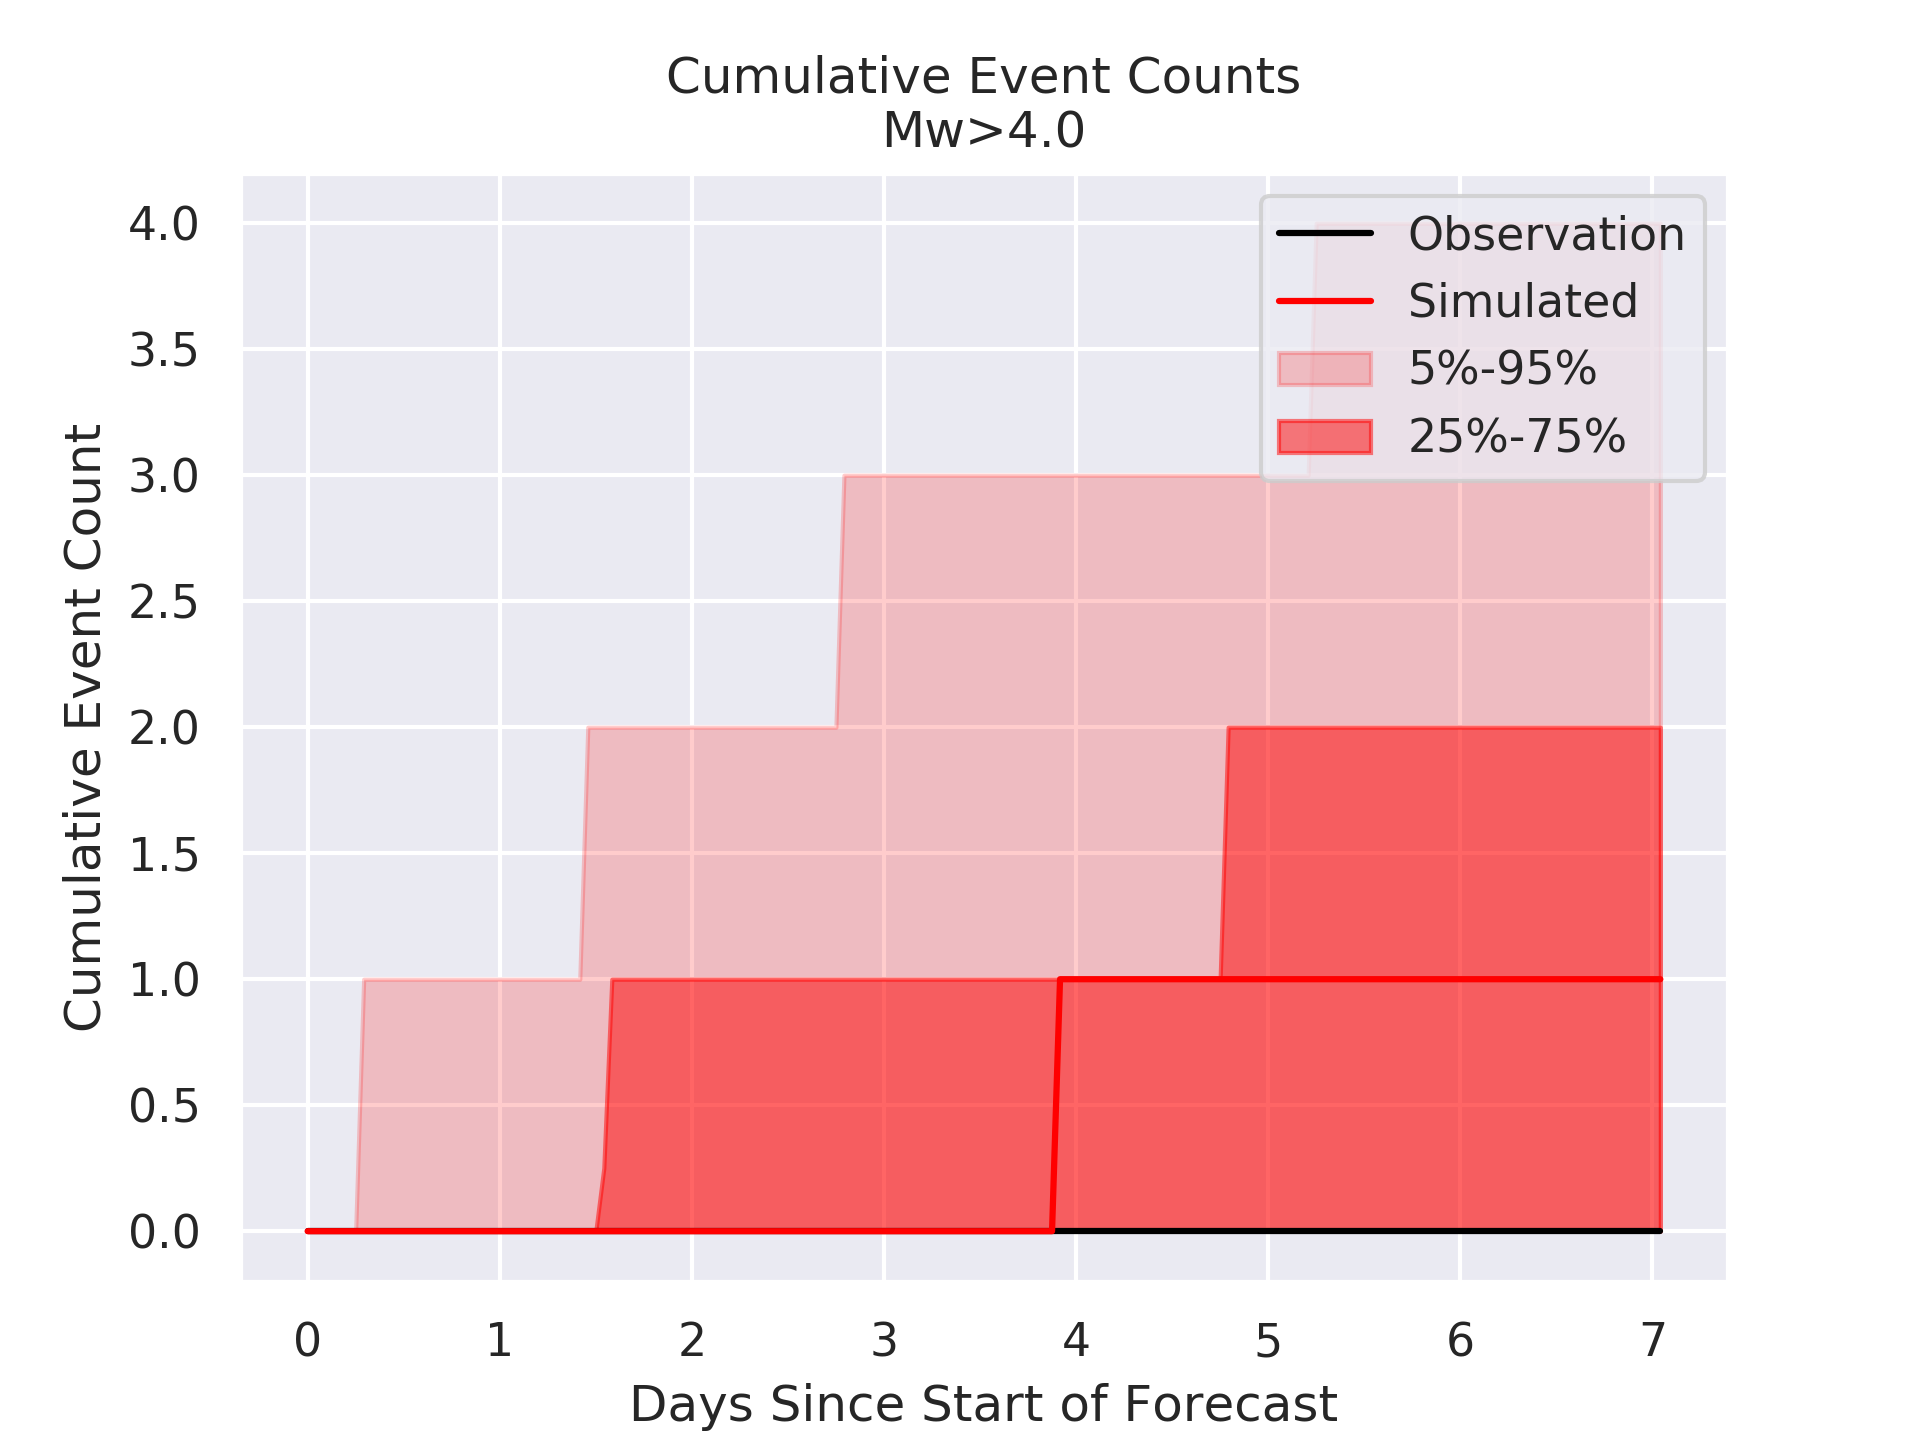 Cumulative Event Counts
Mw>4.0
Cumulative Event Count
4.0
3.5
3.0
2.5
2.0
1.5
1.0
0.5
0.0
Observation
Simulated
5%-95%
25%-75%
0 1 2 3 4 5 6 7
Days Since Start of Forecast